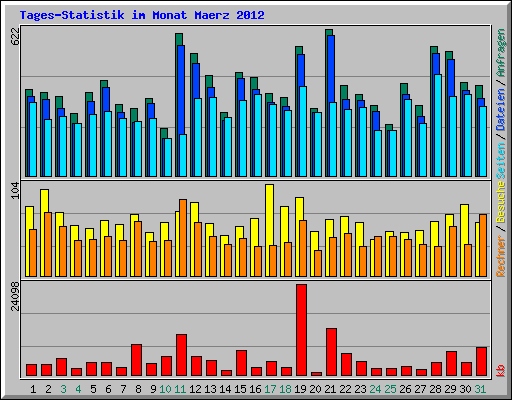 Tages-Statistik im Monat Maerz 2012
622
104
24098
Rechner / Besuche Seiten / Dateien / Anfragen
kb
1 2 3 4 5 6 7 8 9 10 11 12 13 14 15 16 17 18 19 20 21 22 23 24 25 26 27 28 29 30 31